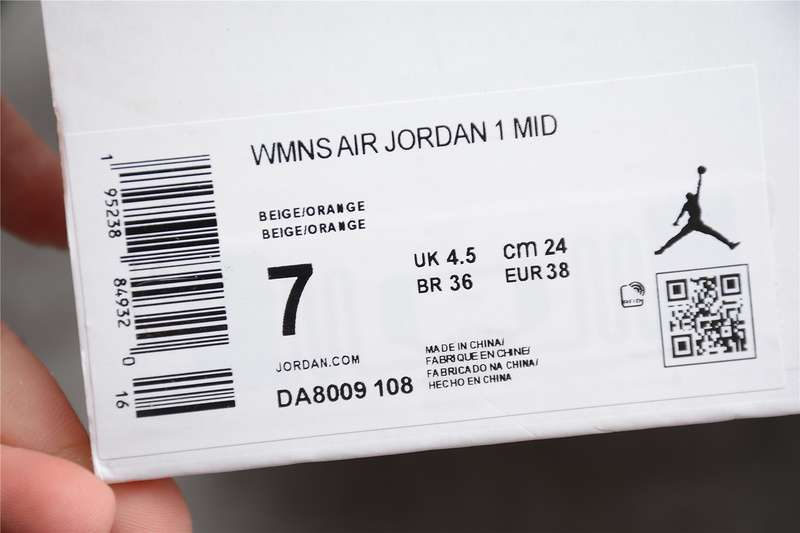 WMNS AIR JORDAN 1 MID
BEIGE/ORANGE
BEIGE/ORANGE
7
UK 4.5 cm 24
BR 36 EUR 38
JORDAN.COM
DA8009 108
MADE IN CHINA/
FABRIQUE EN CHINE/
FABRICADO NA CHINA/
HECHO EN CHINA
1 95238 84932 0 16